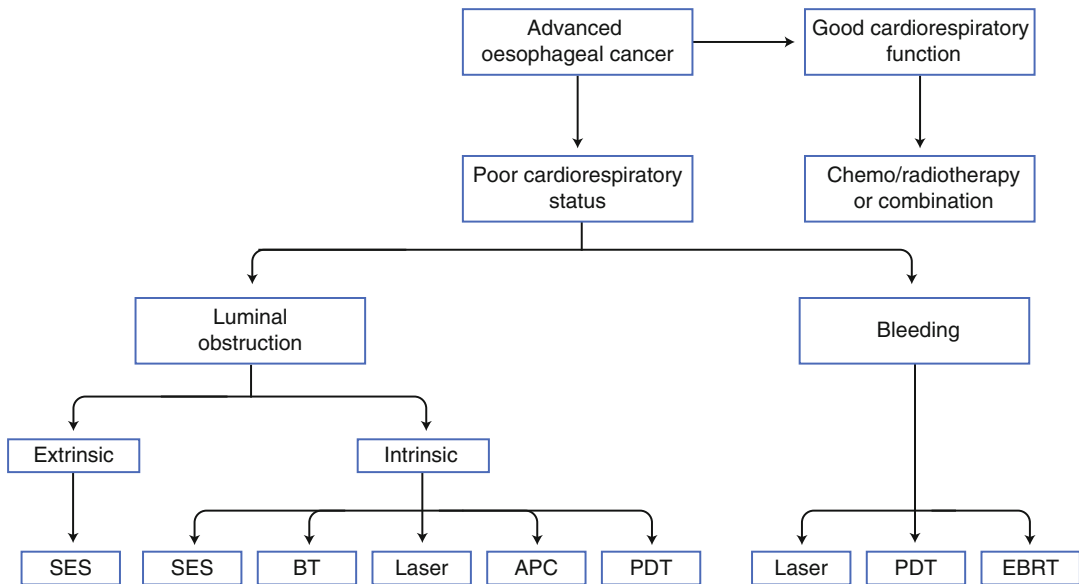 Advanced
oesophageal cancer
Good cardiorespiratory
function
Poor cardiorespiratory
status
Chemo/radiotherapy
or combination
Luminal
obstruction
Bleeding
Extrinsic
Intrinsic
SES
SES
BT
Laser
APC
PDT
Laser
PDT
EBRT